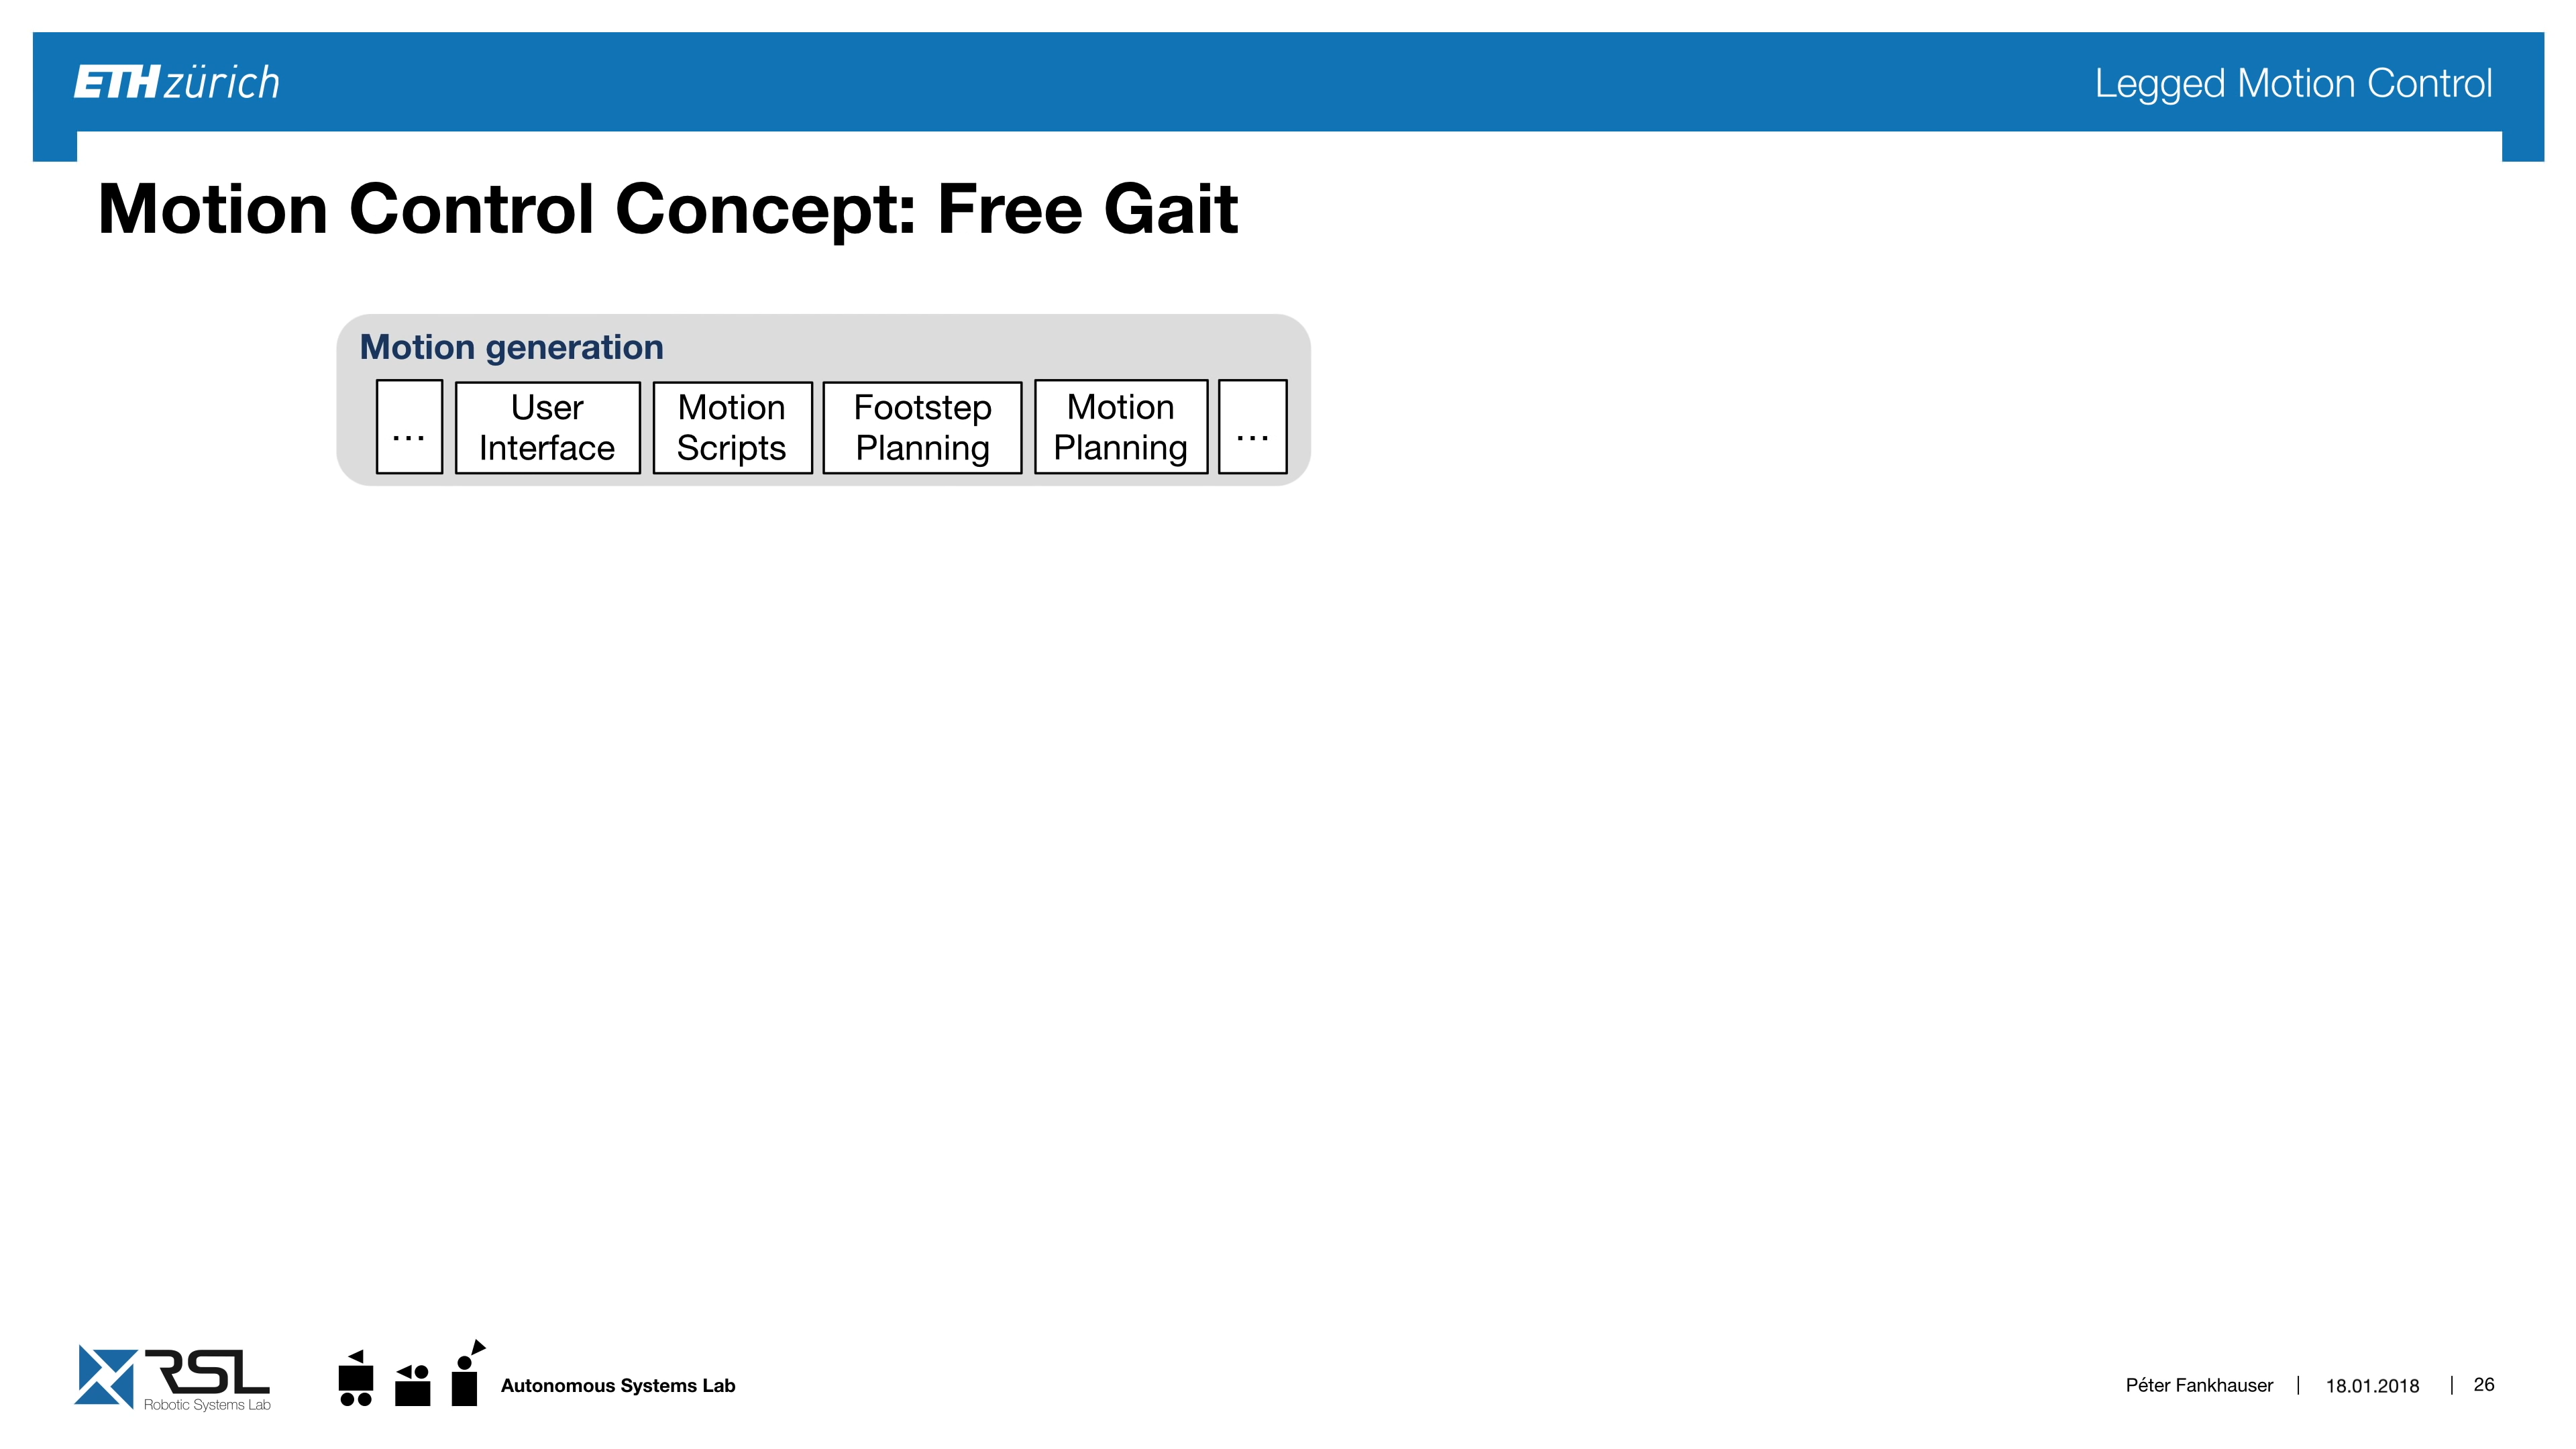 ETH zürich
Legged Motion Control
Motion Control Concept: Free Gait
Motion generation
...
User
Interface
Motion
Scripts
Footstep
Planning
Motion
Planning
...
RSL
Robotic Systems Lab
Autonomous Systems Lab
Péter Fankhauser | 18.01.2018 | 26